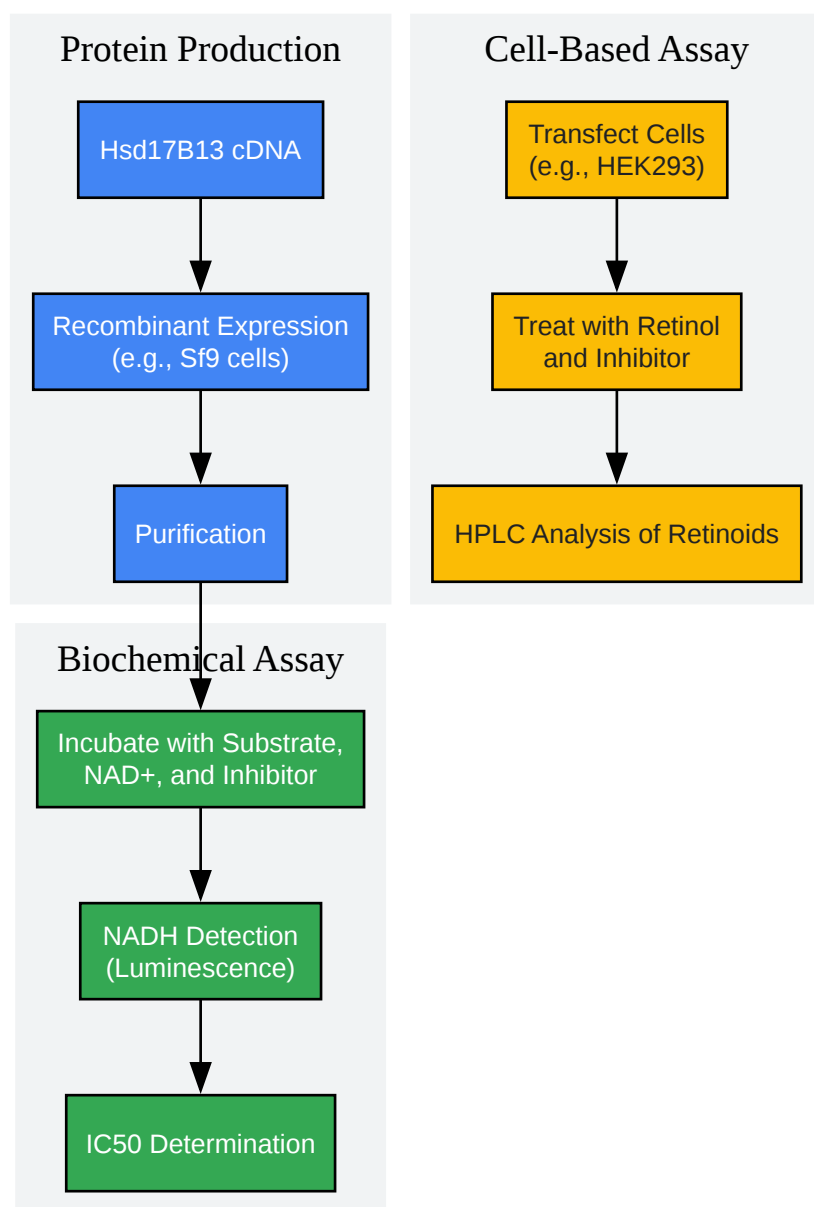 Protein Production
Hsd17B13 cDNA
Recombinant Expression
(e.g., Sf9 cells)
Purification
Cell-Based Assay
Transfect Cells
(e.g., HEK293)
Treat with Retinol
and Inhibitor
HPLC Analysis of Retinoids
Biochemical Assay
Incubate with Substrate,
NAD+, and Inhibitor
NADH Detection
(Luminescence)
IC50 Determination